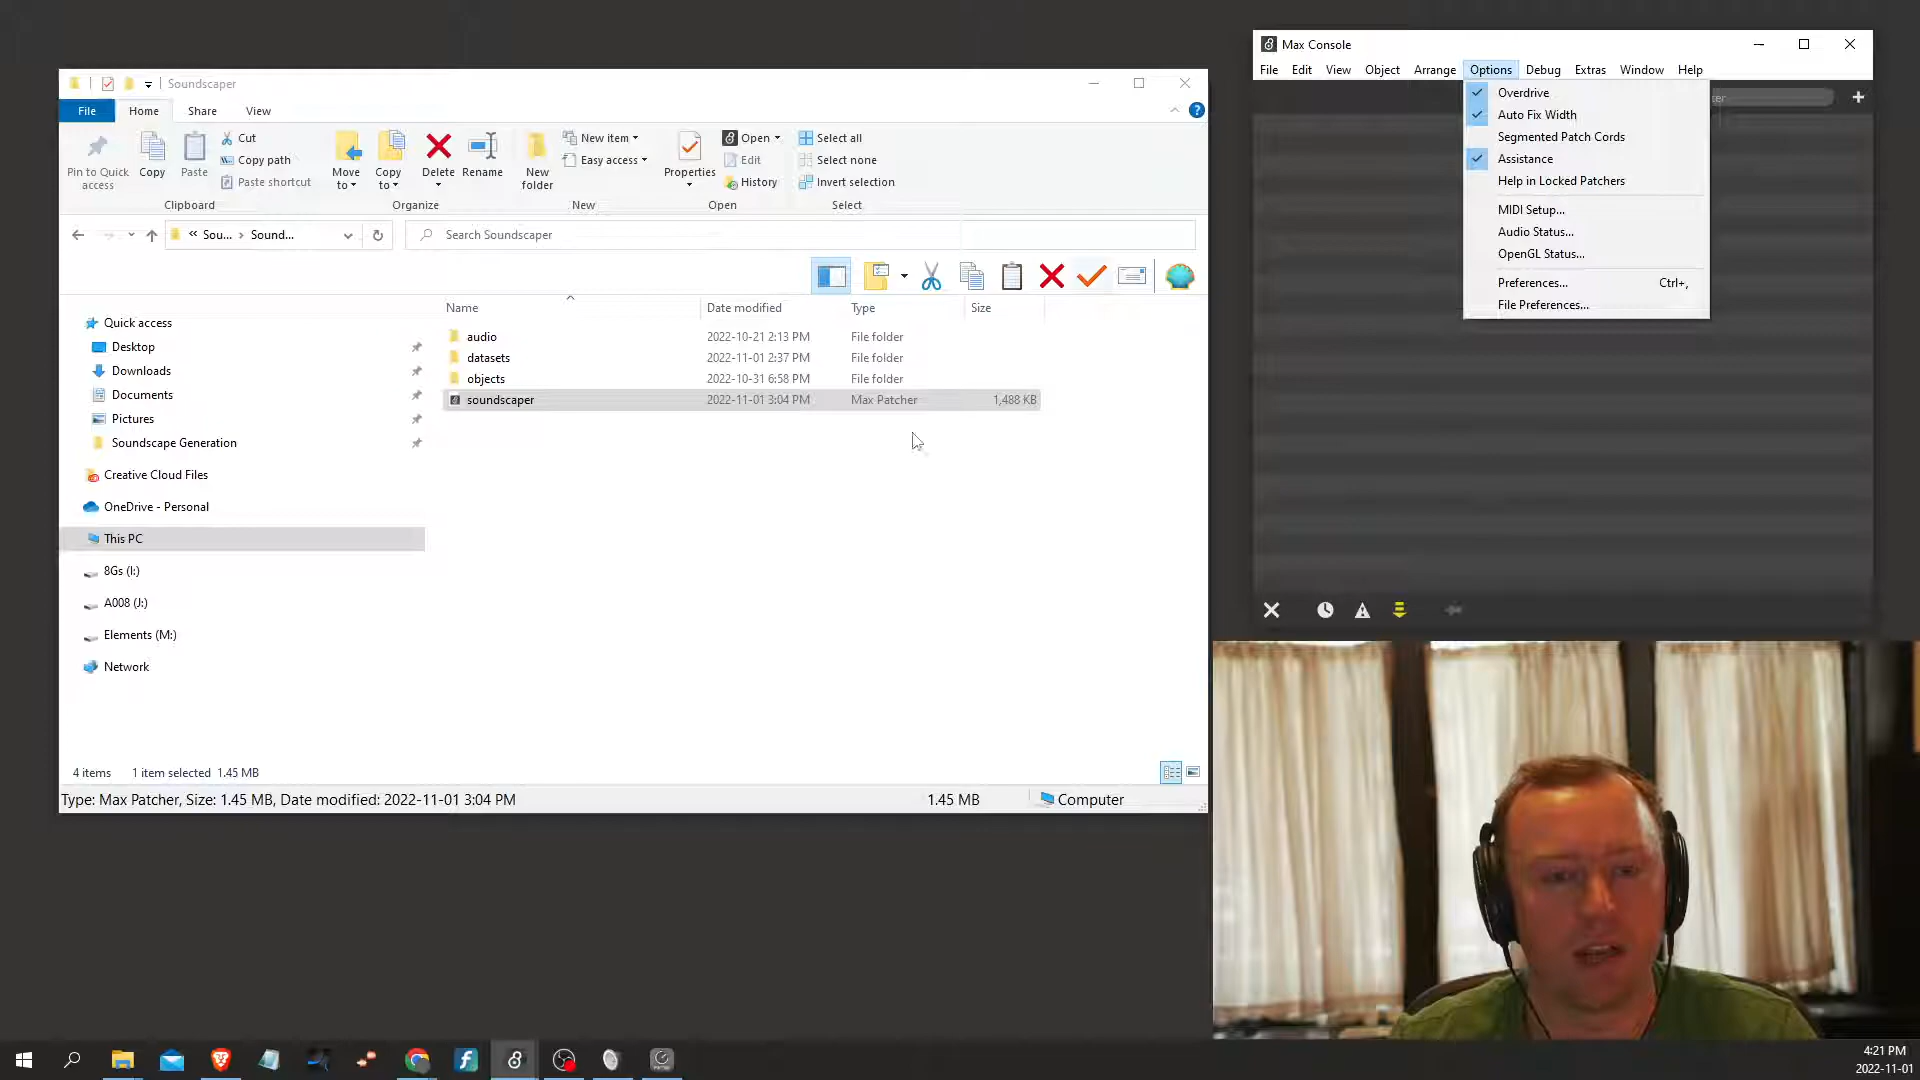 Soundscaper
File Home Share View
Pin to Quick access
Copy
Paste
Cut
Copy path
Paste shortcut
Clipboard
Move to
Copy to
Delete
Rename
Organize
New folder
New item
Easy access
New
Properties
Open
Edit
History
Open
Select all
Select none
Invert selection
Select
« Sou... › Sound...
Search Soundscaper
Name Date modified Type Size
audio 2022-10-21 2:13 PM File folder
datasets 2022-11-01 2:37 PM File folder
objects 2022-10-31 6:58 PM File folder
soundscaper 2022-11-01 3:04 PM Max Patcher 1,488 KB
Quick access
Desktop
Downloads
Documents
Pictures
Soundscape Generation
Creative Cloud Files
OneDrive - Personal
This PC
8Gs (I:)
A008 (J:)
Elements (M:)
Network
4 items 1 item selected 1.45 MB
Type: Max Patcher, Size: 1.45 MB, Date modified: 2022-11-01 3:04 PM 1.45 MB Computer
Max Console
File Edit View Object Arrange Options Debug Extras Window Help
Overdrive
Auto Fix Width
Segmented Patch Cords
Assistance
Help in Locked Patchers
MIDI Setup...
Audio Status...
OpenGL Status...
Preferences... Ctrl+,
File Preferences...
4:21 PM
2022-11-01